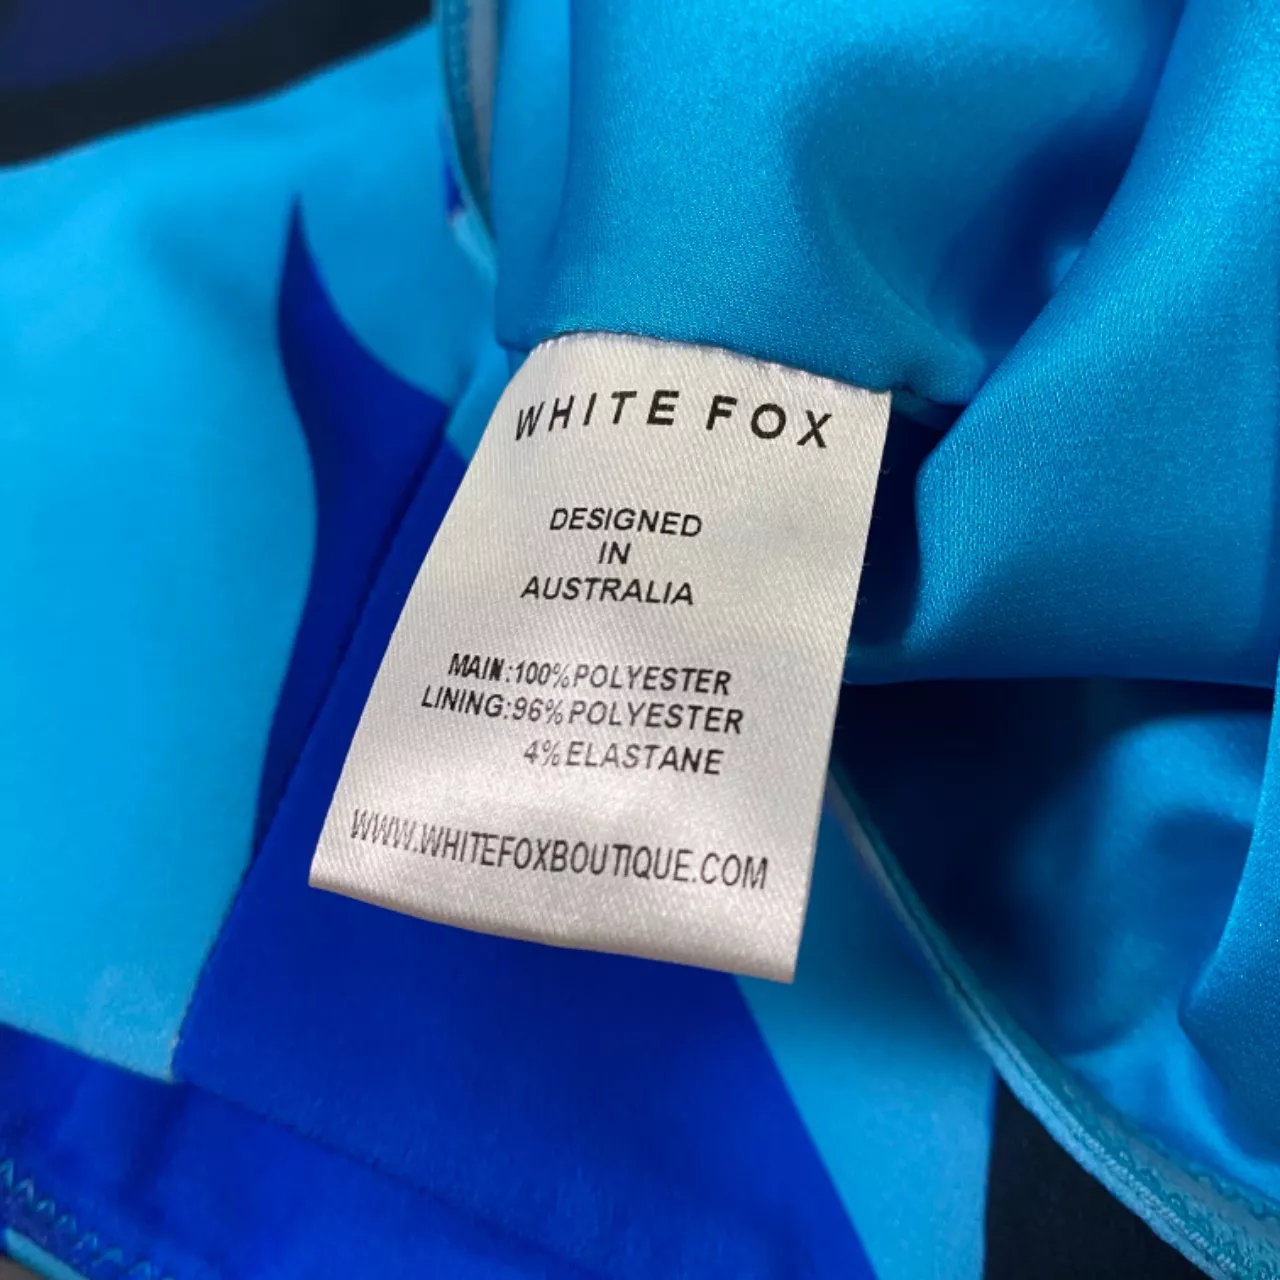 WHITE FOX
DESIGNED
IN
AUSTRALIA
MAIN:100%POLYESTER
LINING:96%POLYESTER
4%ELASTANE
WWW.WHITEFOXBOUTIQUE.COM